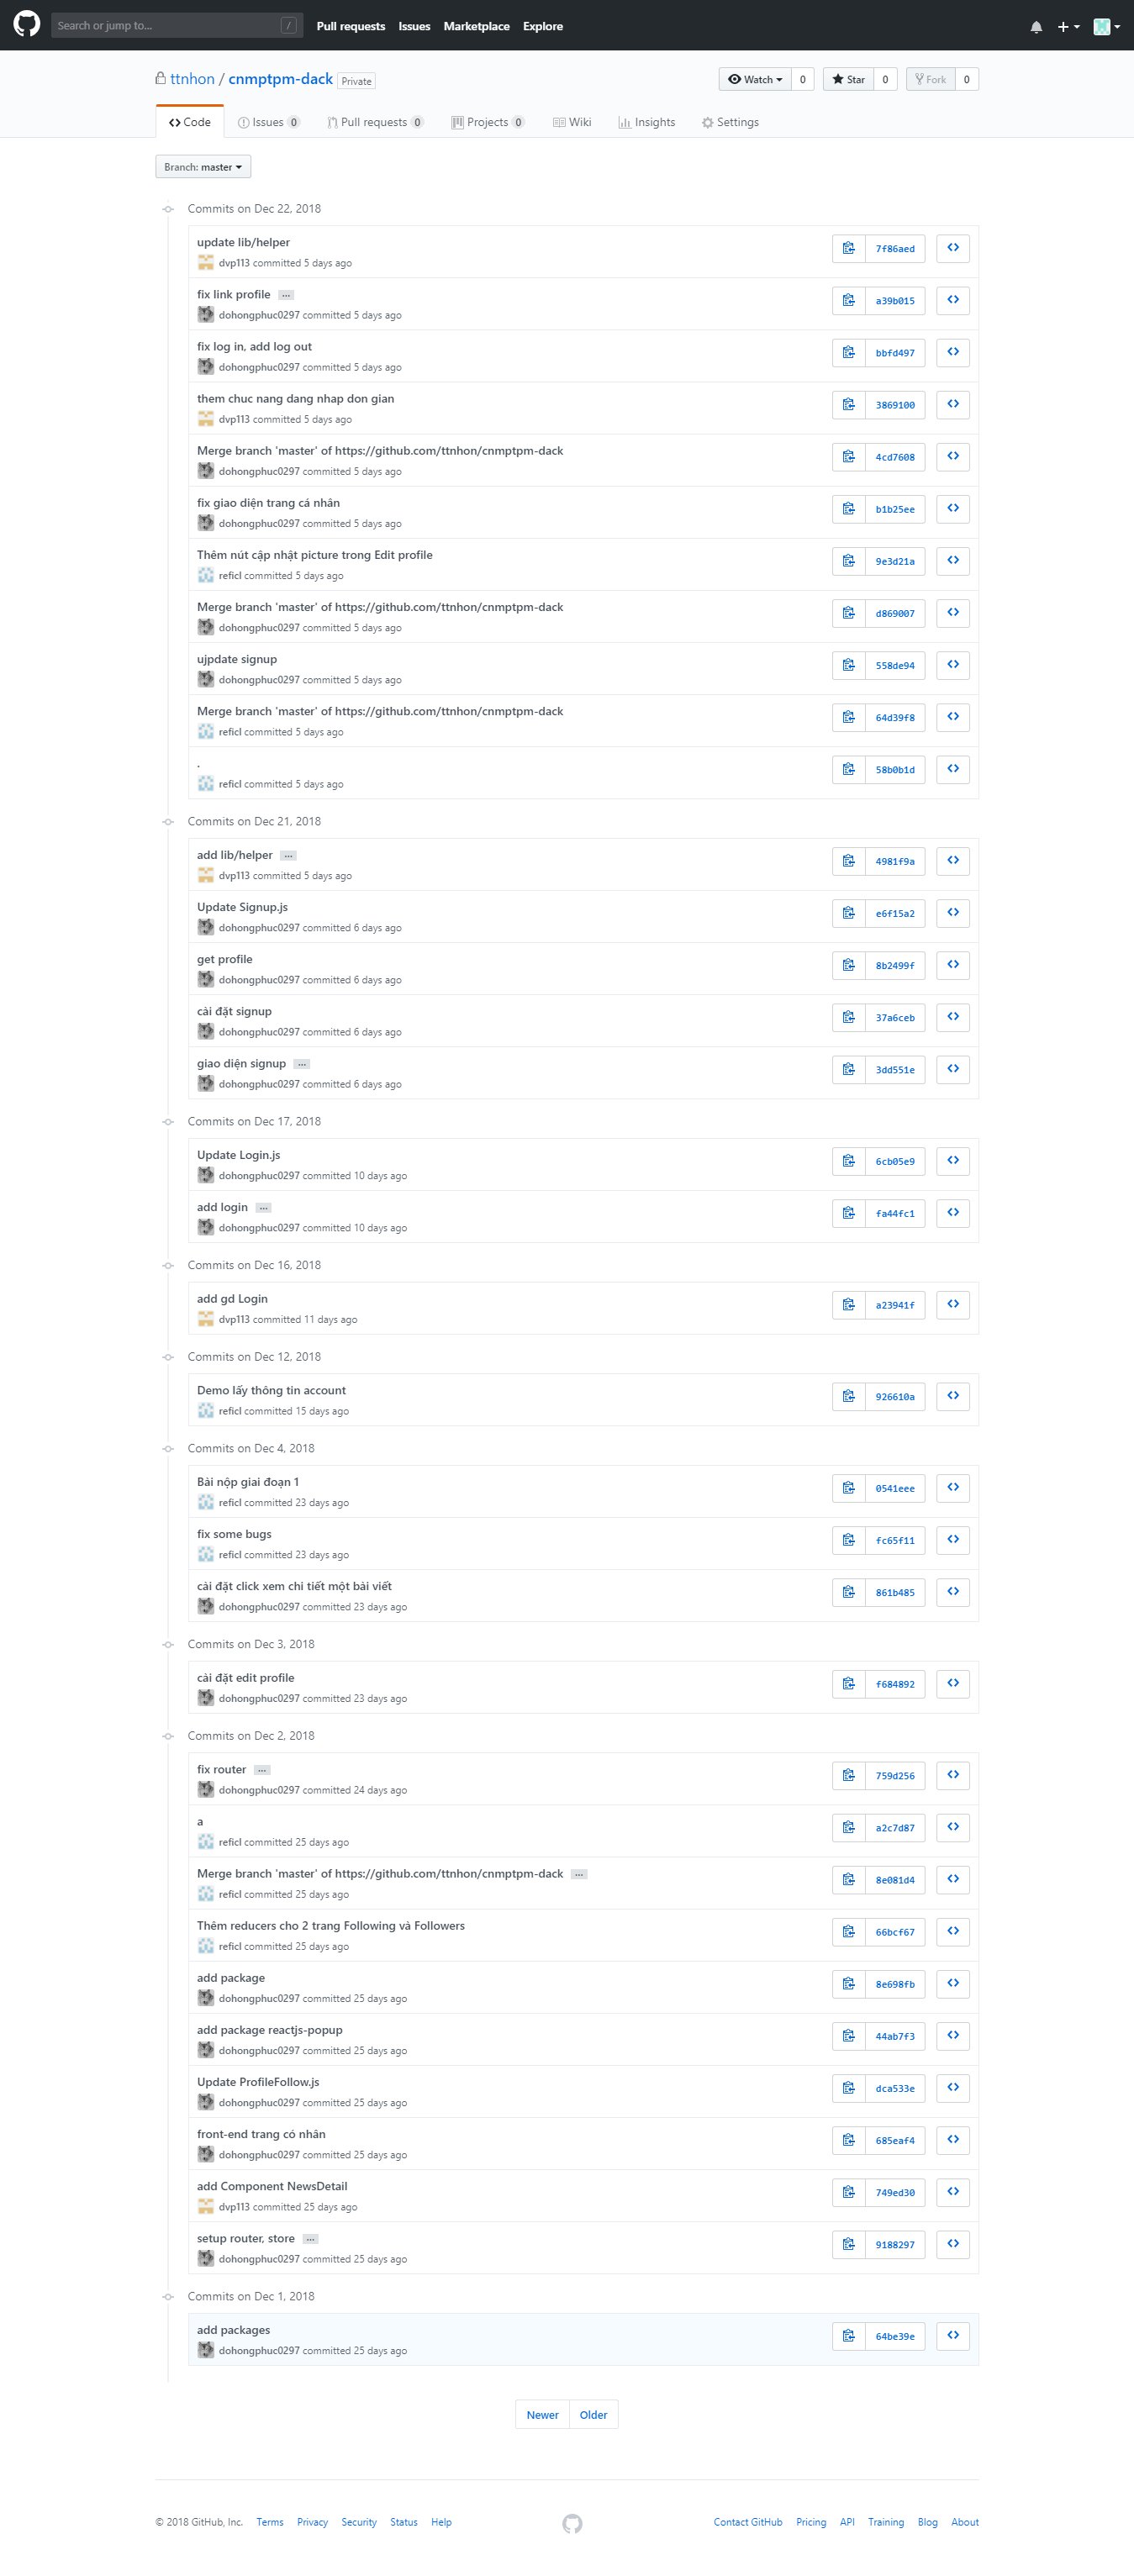 Search or jump to... /
Pull requests Issues Marketplace Explore
ttnhon / cnmptpm-dack Private
Watch 0 Star 0 Fork 0
Code Issues 0 Pull requests 0 Projects 0 Wiki Insights Settings
Branch: master
Commits on Dec 22, 2018
update lib/helper
7f86aed
dvp113 committed 5 days ago
fix link profile …
a39b015
dohongphuc0297 committed 5 days ago
fix log in, add log out
bbfd497
dohongphuc0297 committed 5 days ago
them chuc nang dang nhap don gian
3869100
dvp113 committed 5 days ago
Merge branch 'master' of https://github.com/ttnhon/cnmptpm-dack
4cd7608
dohongphuc0297 committed 5 days ago
fix giao diện trang cá nhân
b1b25ee
dohongphuc0297 committed 5 days ago
Thêm nút cập nhật picture trong Edit profile
9e3d21a
reficl committed 5 days ago
Merge branch 'master' of https://github.com/ttnhon/cnmptpm-dack
d869007
dohongphuc0297 committed 5 days ago
ujpdate signup
558de94
dohongphuc0297 committed 5 days ago
Merge branch 'master' of https://github.com/ttnhon/cnmptpm-dack
64d39f8
reficl committed 5 days ago
.
58b0b1d
reficl committed 5 days ago
Commits on Dec 21, 2018
add lib/helper …
4981f9a
dvp113 committed 5 days ago
Update Signup.js
e6f15a2
dohongphuc0297 committed 6 days ago
get profile
8b2499f
dohongphuc0297 committed 6 days ago
cài đặt signup
37a6ceb
dohongphuc0297 committed 6 days ago
giao diện signup …
3dd551e
dohongphuc0297 committed 6 days ago
Commits on Dec 17, 2018
Update Login.js
6cb05e9
dohongphuc0297 committed 10 days ago
add login …
fa44fc1
dohongphuc0297 committed 10 days ago
Commits on Dec 16, 2018
add gd Login
a23941f
dvp113 committed 11 days ago
Commits on Dec 12, 2018
Demo lấy thông tin account
926610a
reficl committed 15 days ago
Commits on Dec 4, 2018
Bài nộp giai đoạn 1
0541eee
reficl committed 23 days ago
fix some bugs
fc65f11
reficl committed 23 days ago
cài đặt click xem chi tiết một bài viết
861b485
dohongphuc0297 committed 23 days ago
Commits on Dec 3, 2018
cài đặt edit profile
f684892
dohongphuc0297 committed 23 days ago
Commits on Dec 2, 2018
fix router …
759d256
dohongphuc0297 committed 24 days ago
a
a2c7d87
reficl committed 25 days ago
Merge branch 'master' of https://github.com/ttnhon/cnmptpm-dack …
8e081d4
reficl committed 25 days ago
Thêm reducers cho 2 trang Following và Followers
66bcf67
reficl committed 25 days ago
add package
8e698fb
dohongphuc0297 committed 25 days ago
add package reactjs-popup
44ab7f3
dohongphuc0297 committed 25 days ago
Update ProfileFollow.js
dca533e
dohongphuc0297 committed 25 days ago
front-end trang có nhân
685eaf4
dohongphuc0297 committed 25 days ago
add Component NewsDetail
749ed30
dvp113 committed 25 days ago
setup router, store …
9188297
dohongphuc0297 committed 25 days ago
Commits on Dec 1, 2018
add packages
64be39e
dohongphuc0297 committed 25 days ago
Newer Older
© 2018 GitHub, Inc. Terms Privacy Security Status Help
Contact GitHub Pricing API Training Blog About